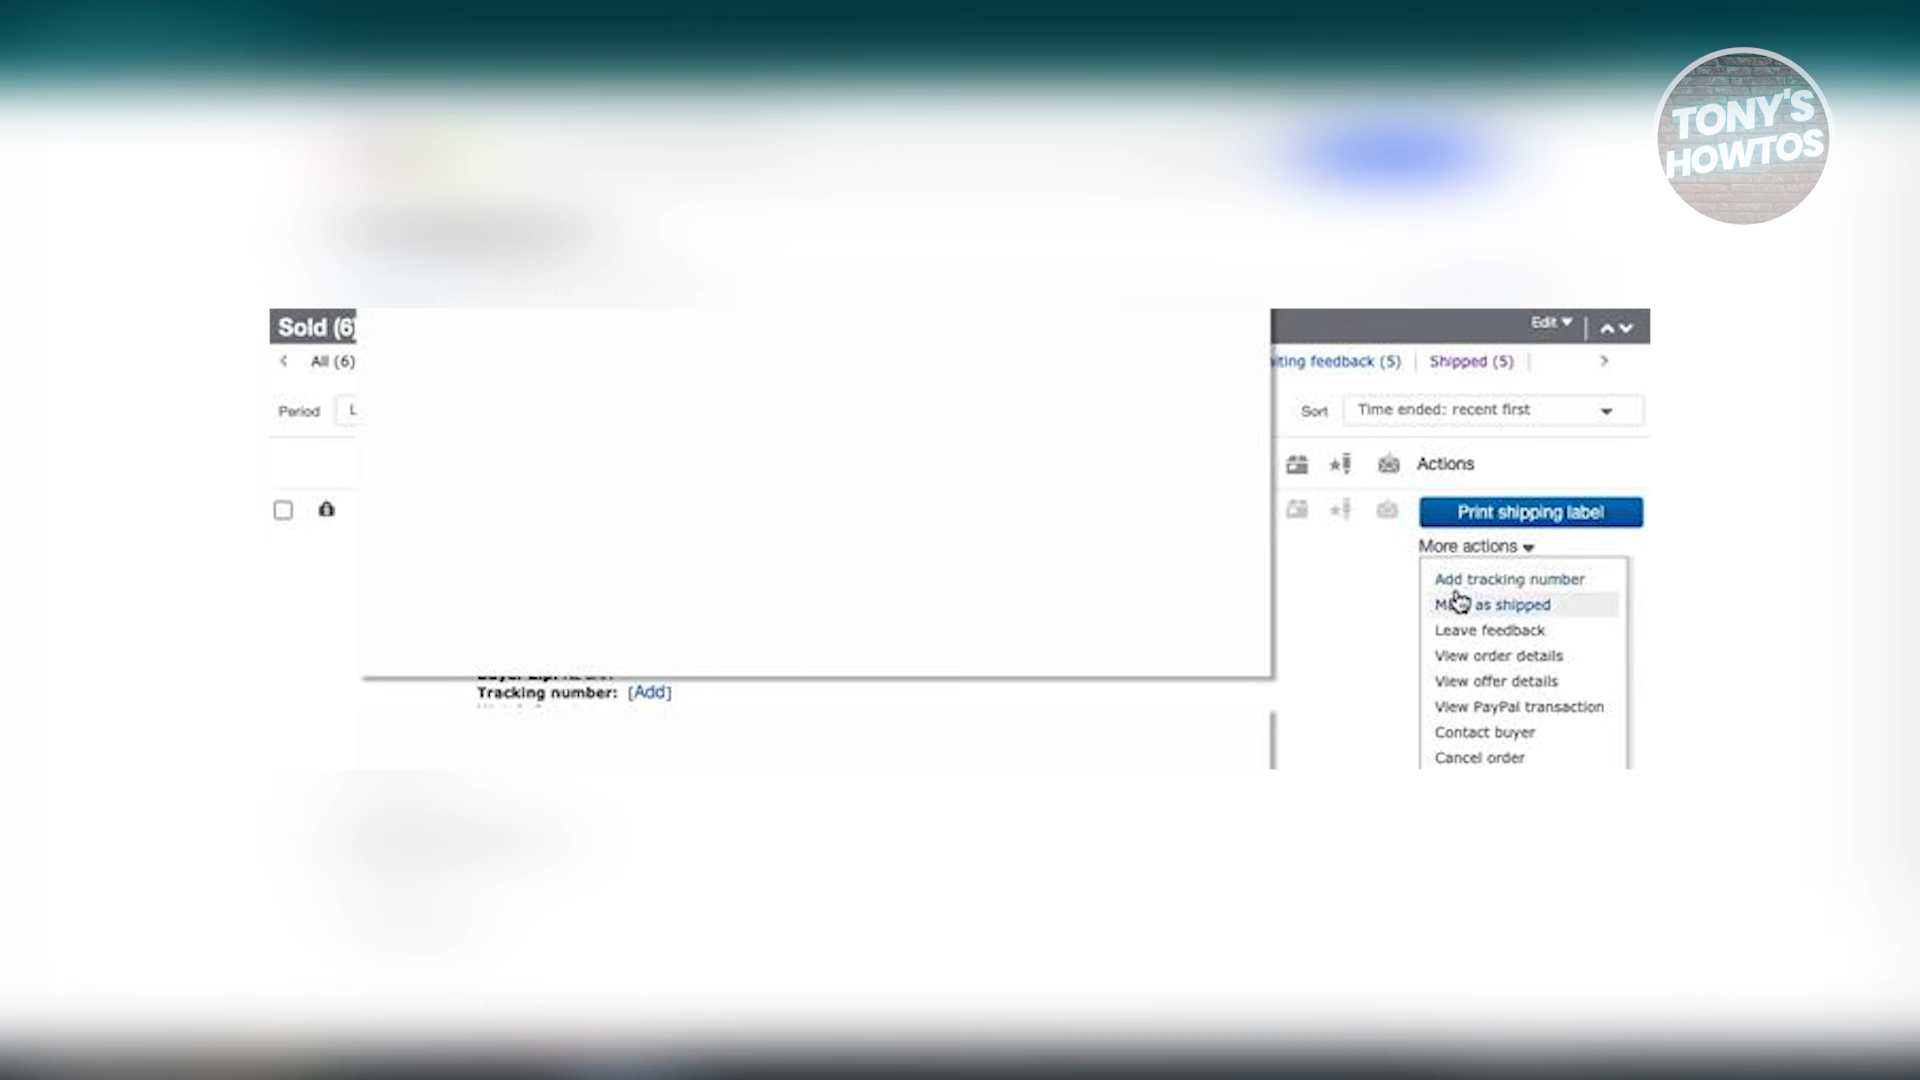 TONY'S
HOWTOS
Sold (6)
Edit
All (6)
feedback (5)
Shipped (5)
Period
Sort
Time ended: recent first
Actions
Print shipping label
More actions
Add tracking number
as shipped
Leave feedback
View order details
View offer details
View PayPal transaction
Contact buyer
Cancel order
Tracking number: [Add]